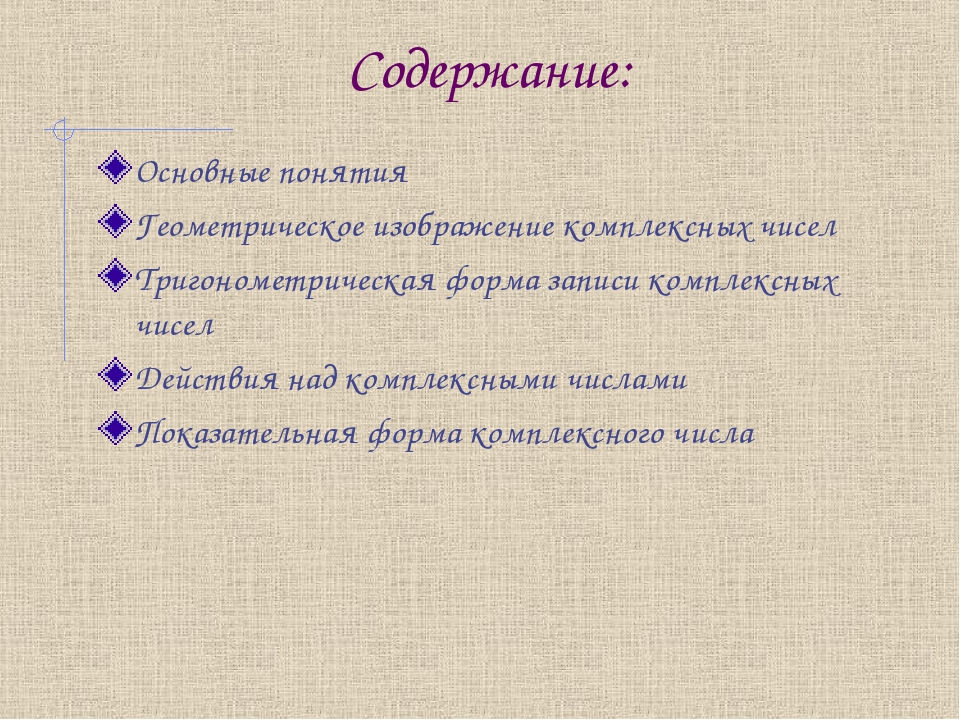 Содержание:
Основные понятия
Геометрическое изображение комплексных чисел
Тригонометрическая форма записи комплексных
чисел
Действия над комплексными числами
Показательная форма комплексного числа